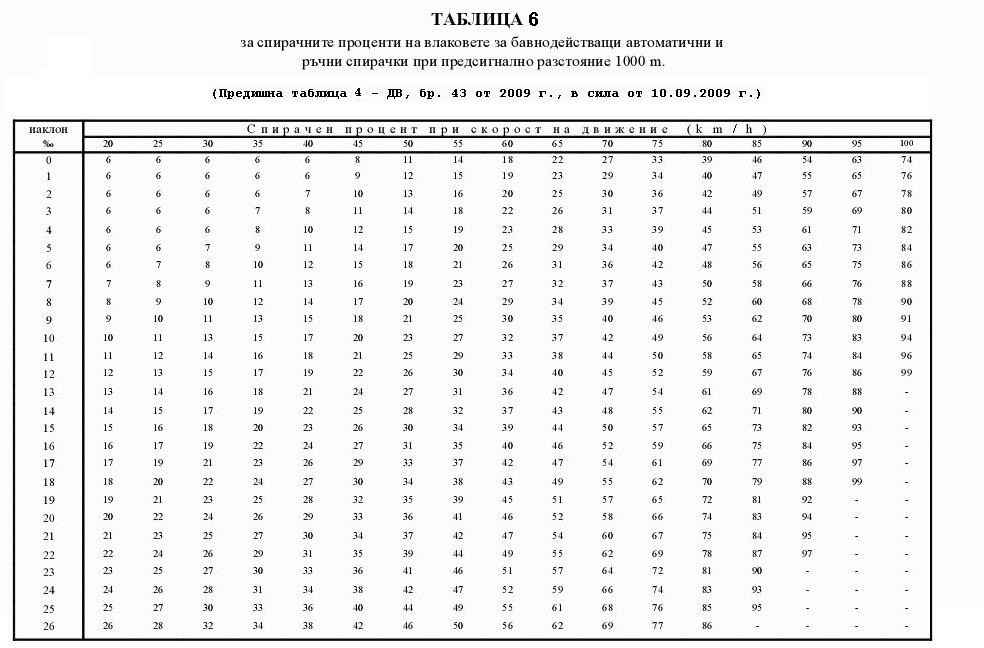 ТАБЛИЦА 6
за спирачните проценти на влаковете за бавнодействащи автоматични и
ръчни спирачки при предсигнално разстояние 1000 m.
(Предишна таблица 4 - ДВ, бр. 43 от 2009 г., в сила от 10.09.2009 г.)
наклон Спирачен процент при скорост на движение (km/h)
‰ 20 25 30 35 40 45 50 55 60 65 70 75 80 85 90 95 100
0 6 6 6 6 6 8 11 14 18 22 27 33 39 46 54 63 74
1 6 6 6 6 6 9 12 15 19 23 29 34 40 47 55 65 76
2 6 6 6 6 7 10 13 16 20 25 30 36 42 49 57 67 78
3 6 6 6 7 8 11 14 18 22 26 31 37 44 51 59 69 80
4 6 6 6 8 10 12 15 19 23 28 33 39 45 53 61 71 82
5 6 6 7 9 11 14 17 20 25 29 34 40 47 55 63 73 84
6 6 7 8 10 12 15 18 21 26 31 36 42 48 56 65 75 86
7 7 8 9 11 13 16 19 23 27 32 37 43 50 58 66 76 88
8 8 9 10 12 14 17 20 24 29 34 39 45 52 60 68 78 90
9 9 10 11 13 15 18 21 25 30 35 40 46 53 62 70 80 91
10 10 11 13 15 17 20 23 27 32 37 42 49 56 64 73 83 94
11 11 12 14 16 18 21 25 29 33 38 44 50 58 65 74 84 96
12 12 13 15 17 19 22 26 30 34 40 45 52 59 67 76 86 99
13 13 14 16 18 21 24 27 31 36 42 47 54 61 69 78 88 -
14 14 15 17 19 22 25 28 32 37 43 48 55 62 71 80 90 -
15 15 16 18 20 23 26 30 34 39 44 50 57 65 73 82 93 -
16 16 17 19 22 24 27 31 35 40 46 52 59 66 75 84 95 -
17 17 19 21 23 26 29 33 37 42 47 54 61 69 77 86 97 -
18 18 20 22 24 27 30 34 38 43 49 55 62 70 79 88 99 -
19 19 21 23 25 28 32 35 39 45 51 57 65 72 81 92 - -
20 20 22 24 26 29 33 36 41 46 52 58 66 74 83 94 - -
21 21 23 25 27 30 34 37 42 47 54 60 67 75 84 95 - -
22 22 24 26 29 31 35 39 44 49 55 62 69 78 87 97 - -
23 23 25 27 30 33 36 41 46 51 57 64 72 81 90 - - -
24 24 26 28 31 34 38 42 47 52 59 66 74 83 93 - - -
25 25 27 30 33 36 40 44 49 55 61 68 76 85 95 - - -
26 26 28 32 34 38 42 46 50 56 62 69 77 86 - - - -